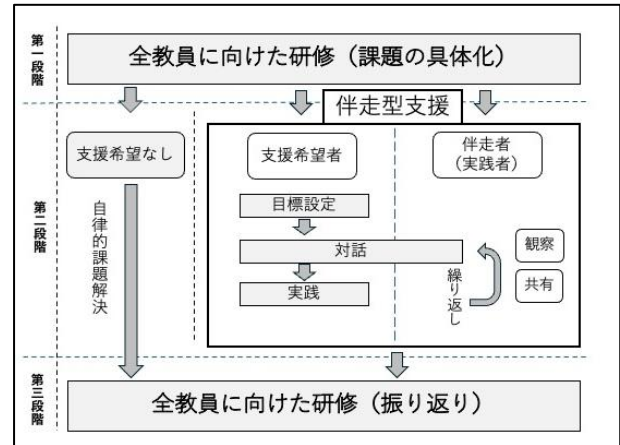 第一段階
全教員に向けた研修（課題の具体化）
伴走型支援
第二段階
支援希望なし
自律的課題解決
支援希望者
伴走者
（実践者）
目標設定
対話
実践
繰り返し
観察
共有
第三段階
全教員に向けた研修（振り返り）